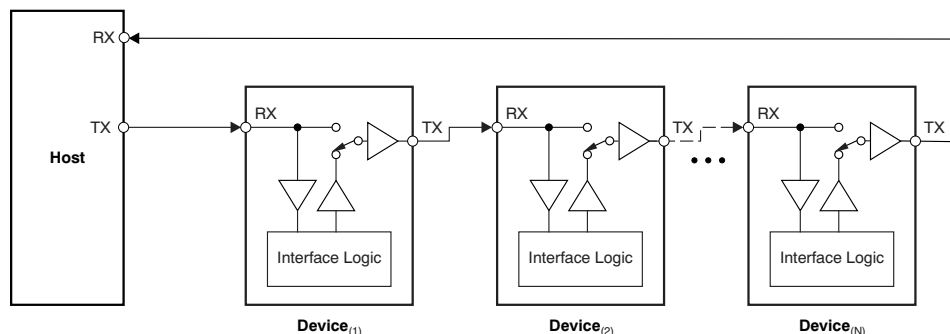 RX
TX
Host
RX
TX
Interface Logic
Device(1)
RX
TX
Interface Logic
Device(2)
•••
RX
TX
Interface Logic
Device(N)